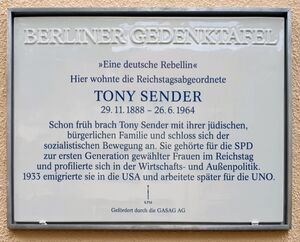 BERLINER GEDENKTAFEL
»Eine deutsche Rebellin«
Hier wohnte die Reichstagsabgeordnete
TONY SENDER
29. 11. 1888 – 26. 6. 1964
Schon früh brach Tony Sender mit ihrer jüdischen,
bürgerlichen Familie und schloss sich der
sozialistischen Bewegung an. Sie gehörte für die SPD
zur ersten Generation gewählter Frauen im Reichstag
und profilierte sich in der Wirtschafts- und Außenpolitik.
1933 emigrierte sie in die USA und arbeitete später für die UNO.
KPM
Gefördert durch die GASAG AG